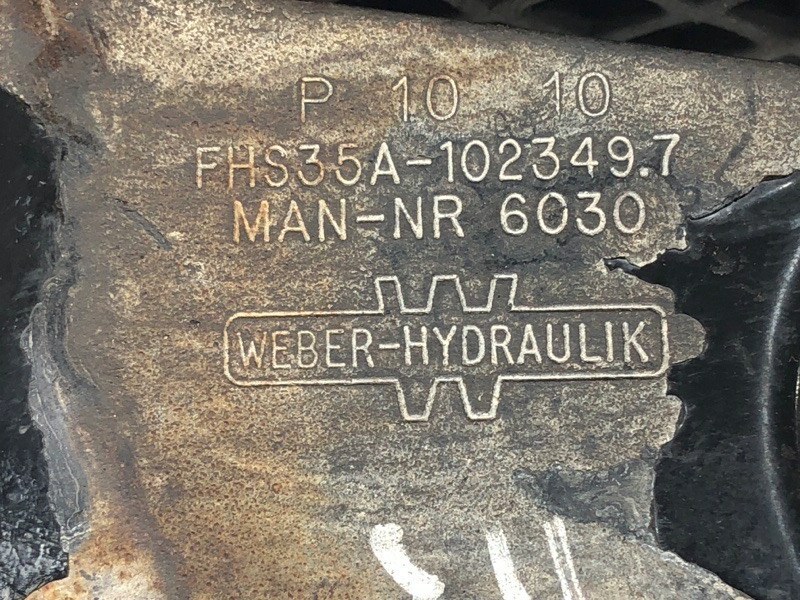 P 10 10
FHS35A-102349.7
MAN-NR 6030
WEBER-HYDRAULIK